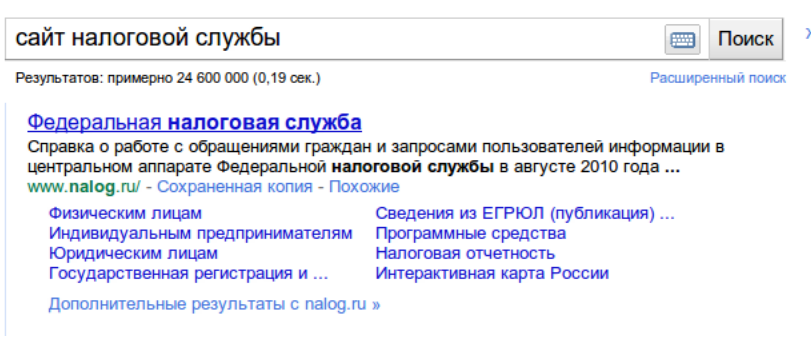 сайт налоговой службы
Поиск
Результатов: примерно 24 600 000 (0,19 сек.)
Расширенный поиск
Федеральная налоговая служба
Справка о работе с обращениями граждан и запросами пользователей информации в
центральном аппарате Федеральной налоговой службы в августе 2010 года ...
www.nalog.ru/ - Сохраненная копия - Похожие
Физическим лицам
Сведения из ЕГРЮЛ (публикация) ...
Индивидуальным предпринимателям
Программные средства
Юридическим лицам
Налоговая отчетность
Государственная регистрация и ...
Интерактивная карта России
Дополнительные результаты с nalog.ru »